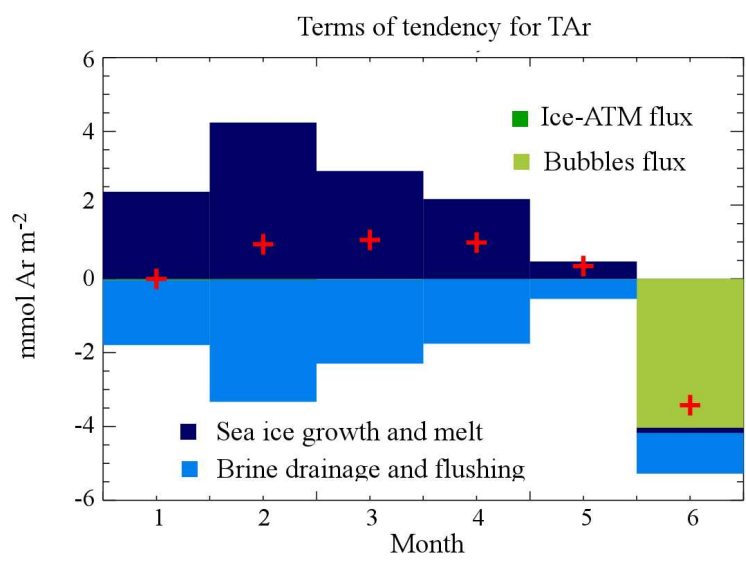 Terms of tendency for TAr
6
4
2
0
-2
-4
-6
mmol Ar m-2
Ice-ATM flux
Bubbles flux
Sea ice growth and melt
Brine drainage and flushing
1 2 3 4 5 6
Month